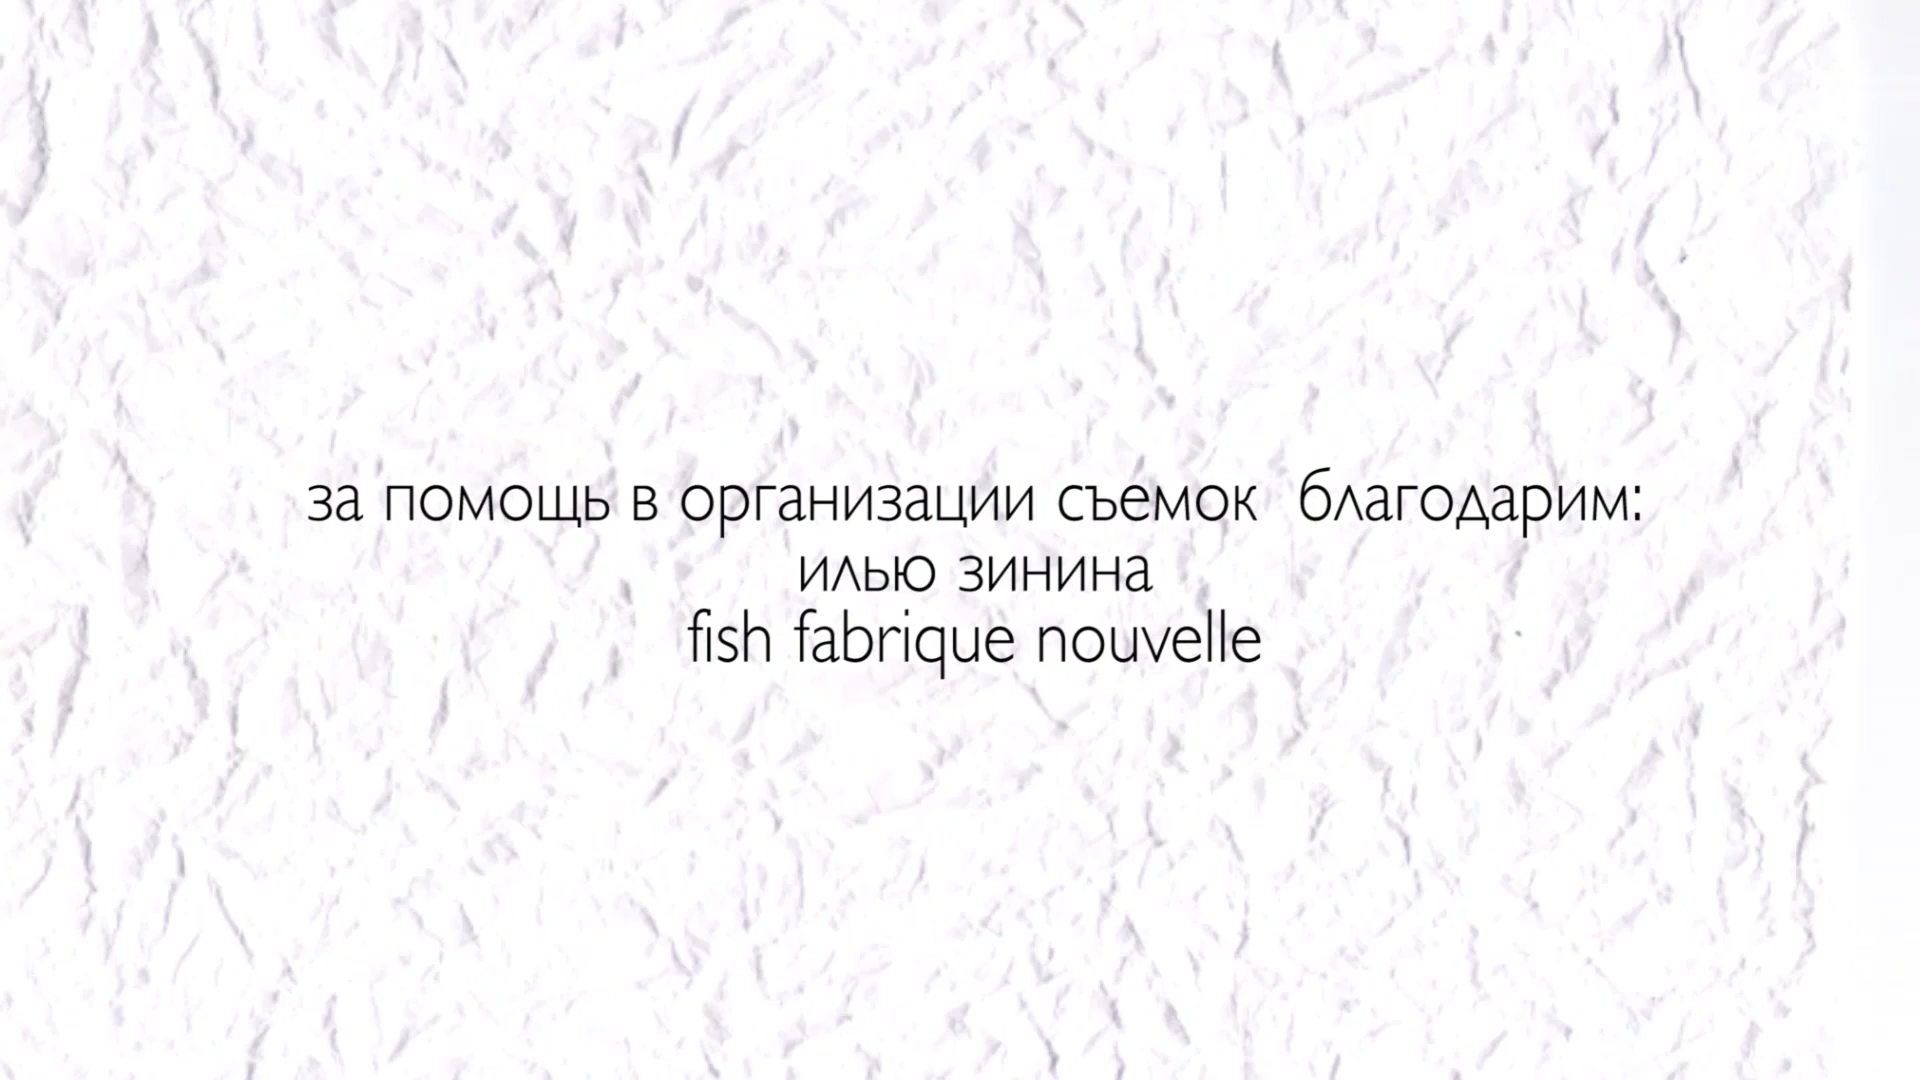 за помощь в организации съемок благодарим:
илью зинина
fish fabrique nouvelle